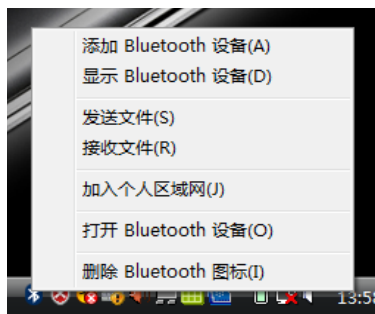 添加 Bluetooth 设备(A)
显示 Bluetooth 设备(D)
发送文件(S)
接收文件(R)
加入个人区域网(J)
打开 Bluetooth 设备(O)
删除 Bluetooth 图标(I)
13:58